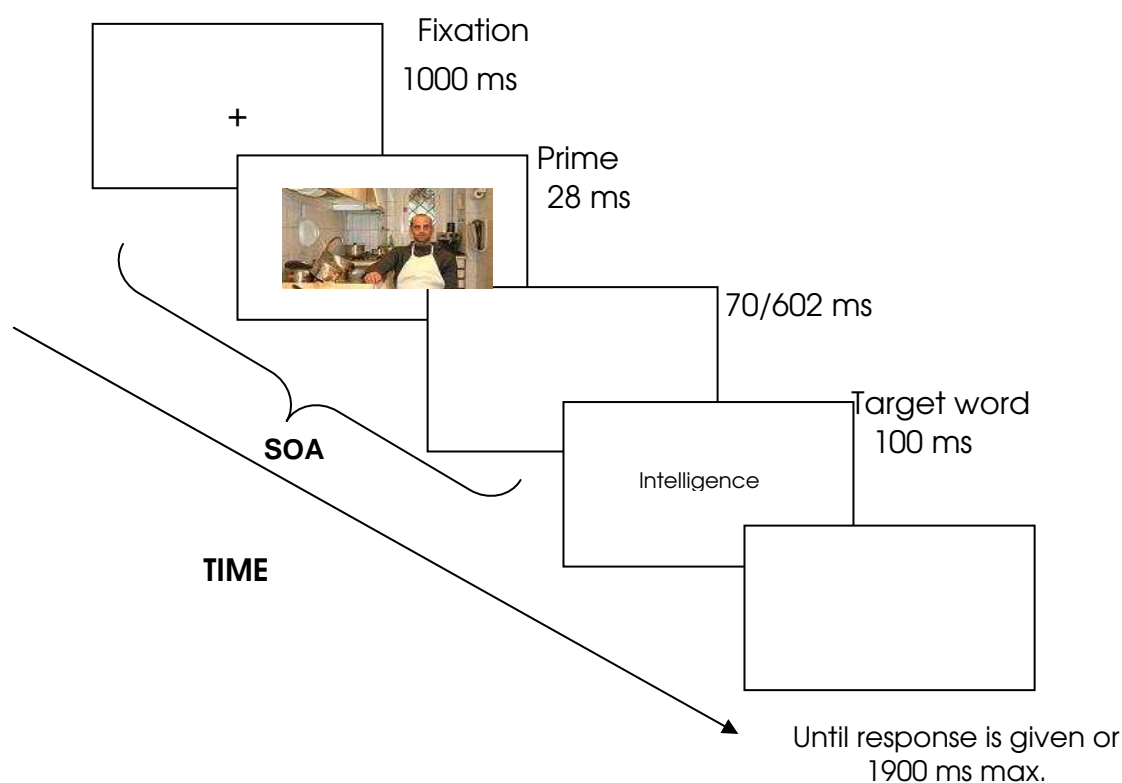 Fixation
1000 ms
+
Prime
28 ms
70/602 ms
Target word
100 ms
SOA
Intelligence
TIME
Until response is given or
1900 ms max.